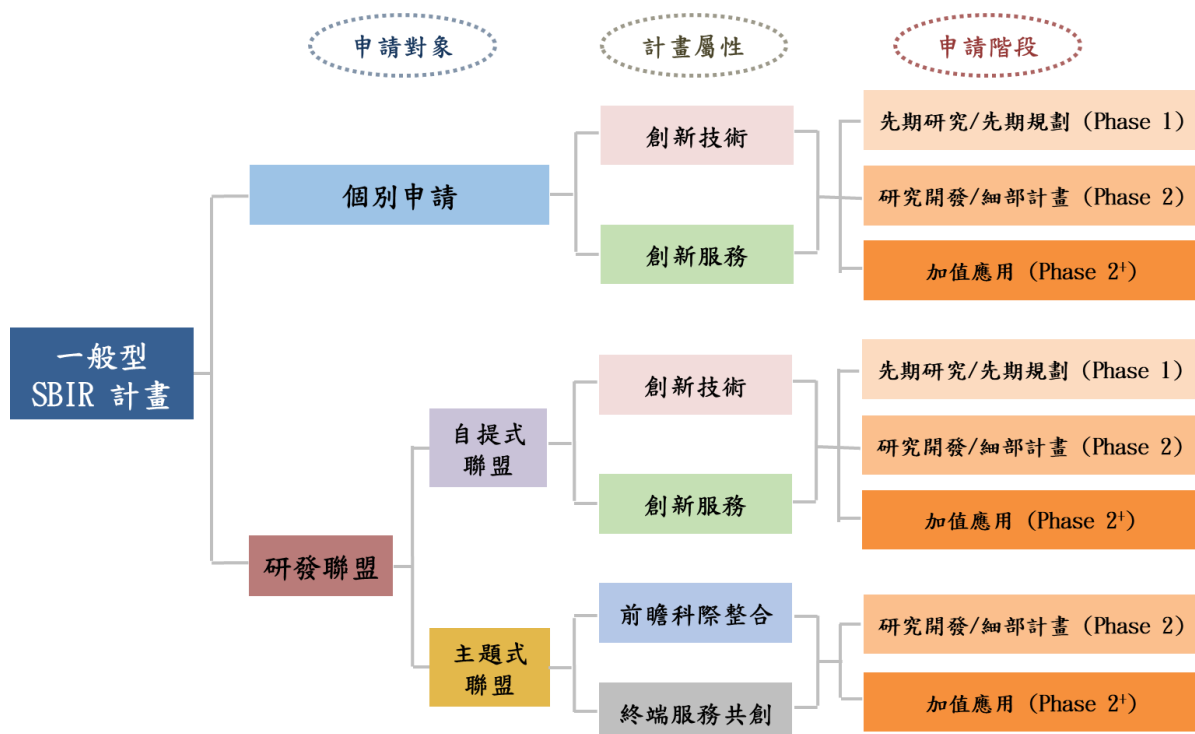 申請對象
計畫屬性
申請階段
一般型
SBIR 計畫
個別申請
創新技術
創新服務
先期研究/先期規劃 (Phase 1)
研究開發/細部計畫 (Phase 2)
加值應用 (Phase 2⁺)
研發聯盟
自提式
聯盟
創新技術
創新服務
先期研究/先期規劃 (Phase 1)
研究開發/細部計畫 (Phase 2)
加值應用 (Phase 2⁺)
主題式
聯盟
前瞻科際整合
終端服務共創
研究開發/細部計畫 (Phase 2)
加值應用 (Phase 2⁺)